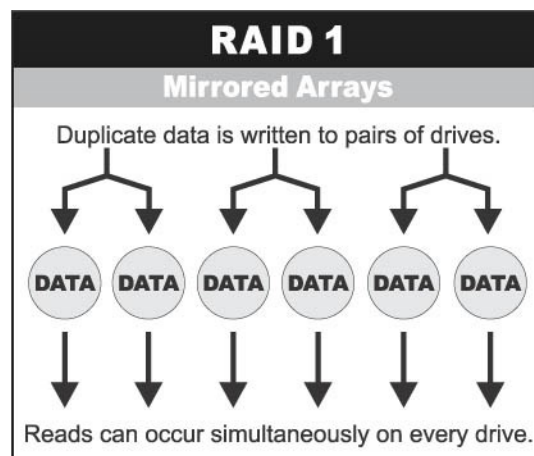 RAID 1
Mirrored Arrays
Duplicate data is written to pairs of drives.
DATA DATA DATA DATA DATA DATA
Reads can occur simultaneously on every drive.